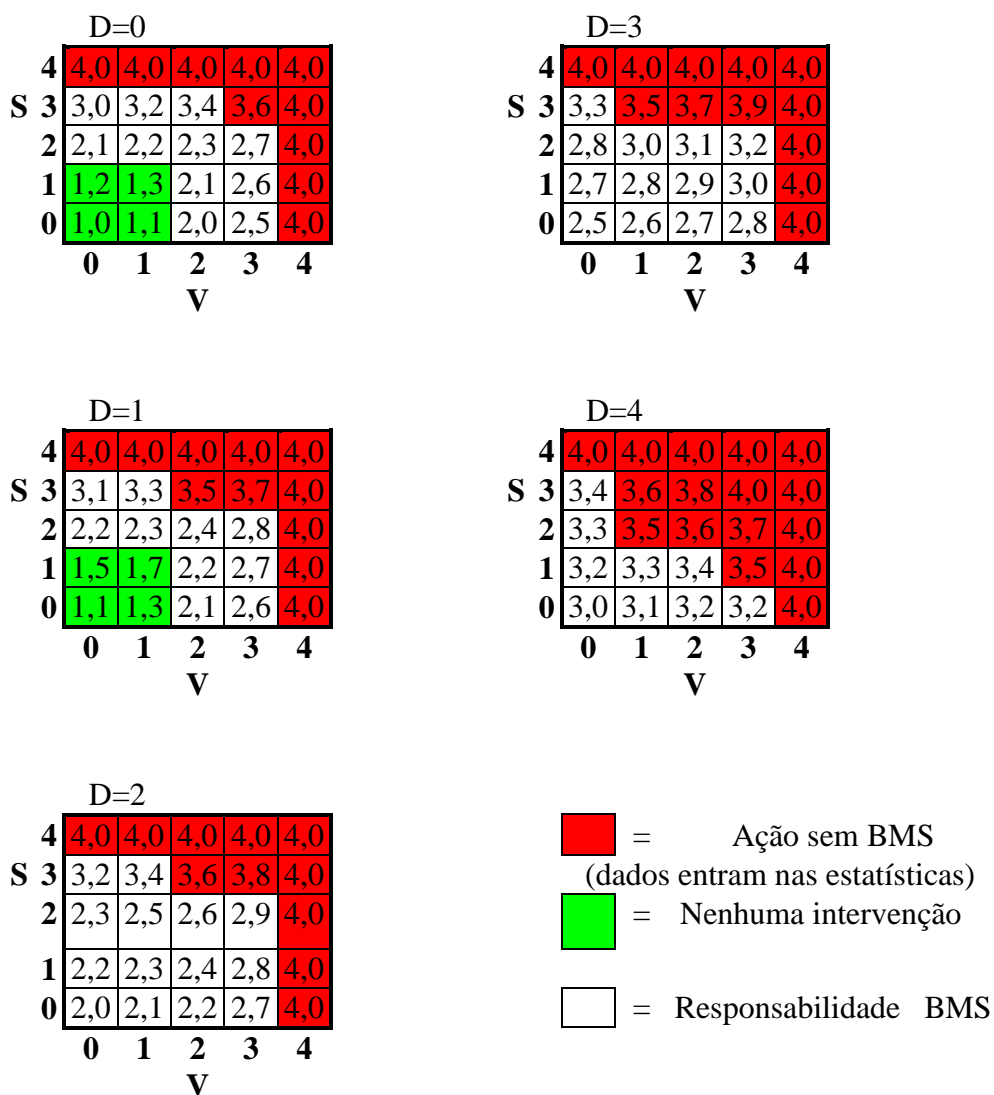 D=0
4 4,0 4,0 4,0 4,0 4,0
S 3 3,0 3,2 3,4 3,6 4,0
2 2,1 2,2 2,3 2,7 4,0
1 1,2 1,3 2,1 2,6 4,0
0 1,0 1,1 2,0 2,5 4,0
0 1 2 3 4
V
D=3
4 4,0 4,0 4,0 4,0 4,0
S 3 3,3 3,5 3,7 3,9 4,0
2 2,8 3,0 3,1 3,2 4,0
1 2,7 2,8 2,9 3,0 4,0
0 2,5 2,6 2,7 2,8 4,0
0 1 2 3 4
V
D=1
4 4,0 4,0 4,0 4,0 4,0
S 3 3,1 3,3 3,5 3,7 4,0
2 2,2 2,3 2,4 2,8 4,0
1 1,5 1,7 2,2 2,7 4,0
0 1,1 1,3 2,1 2,6 4,0
0 1 2 3 4
V
D=4
4 4,0 4,0 4,0 4,0 4,0
S 3 3,4 3,6 3,8 4,0 4,0
2 3,3 3,5 3,6 3,7 4,0
1 3,2 3,3 3,4 3,5 4,0
0 3,0 3,1 3,2 3,2 4,0
0 1 2 3 4
V
D=2
4 4,0 4,0 4,0 4,0 4,0
S 3 3,2 3,4 3,6 3,8 4,0
2 2,3 2,5 2,6 2,9 4,0
1 2,2 2,3 2,4 2,8 4,0
0 2,0 2,1 2,2 2,7 4,0
0 1 2 3 4
V
= Ação sem BMS
(dados entram nas estatísticas)
= Nenhuma intervenção
= Responsabilidade BMS